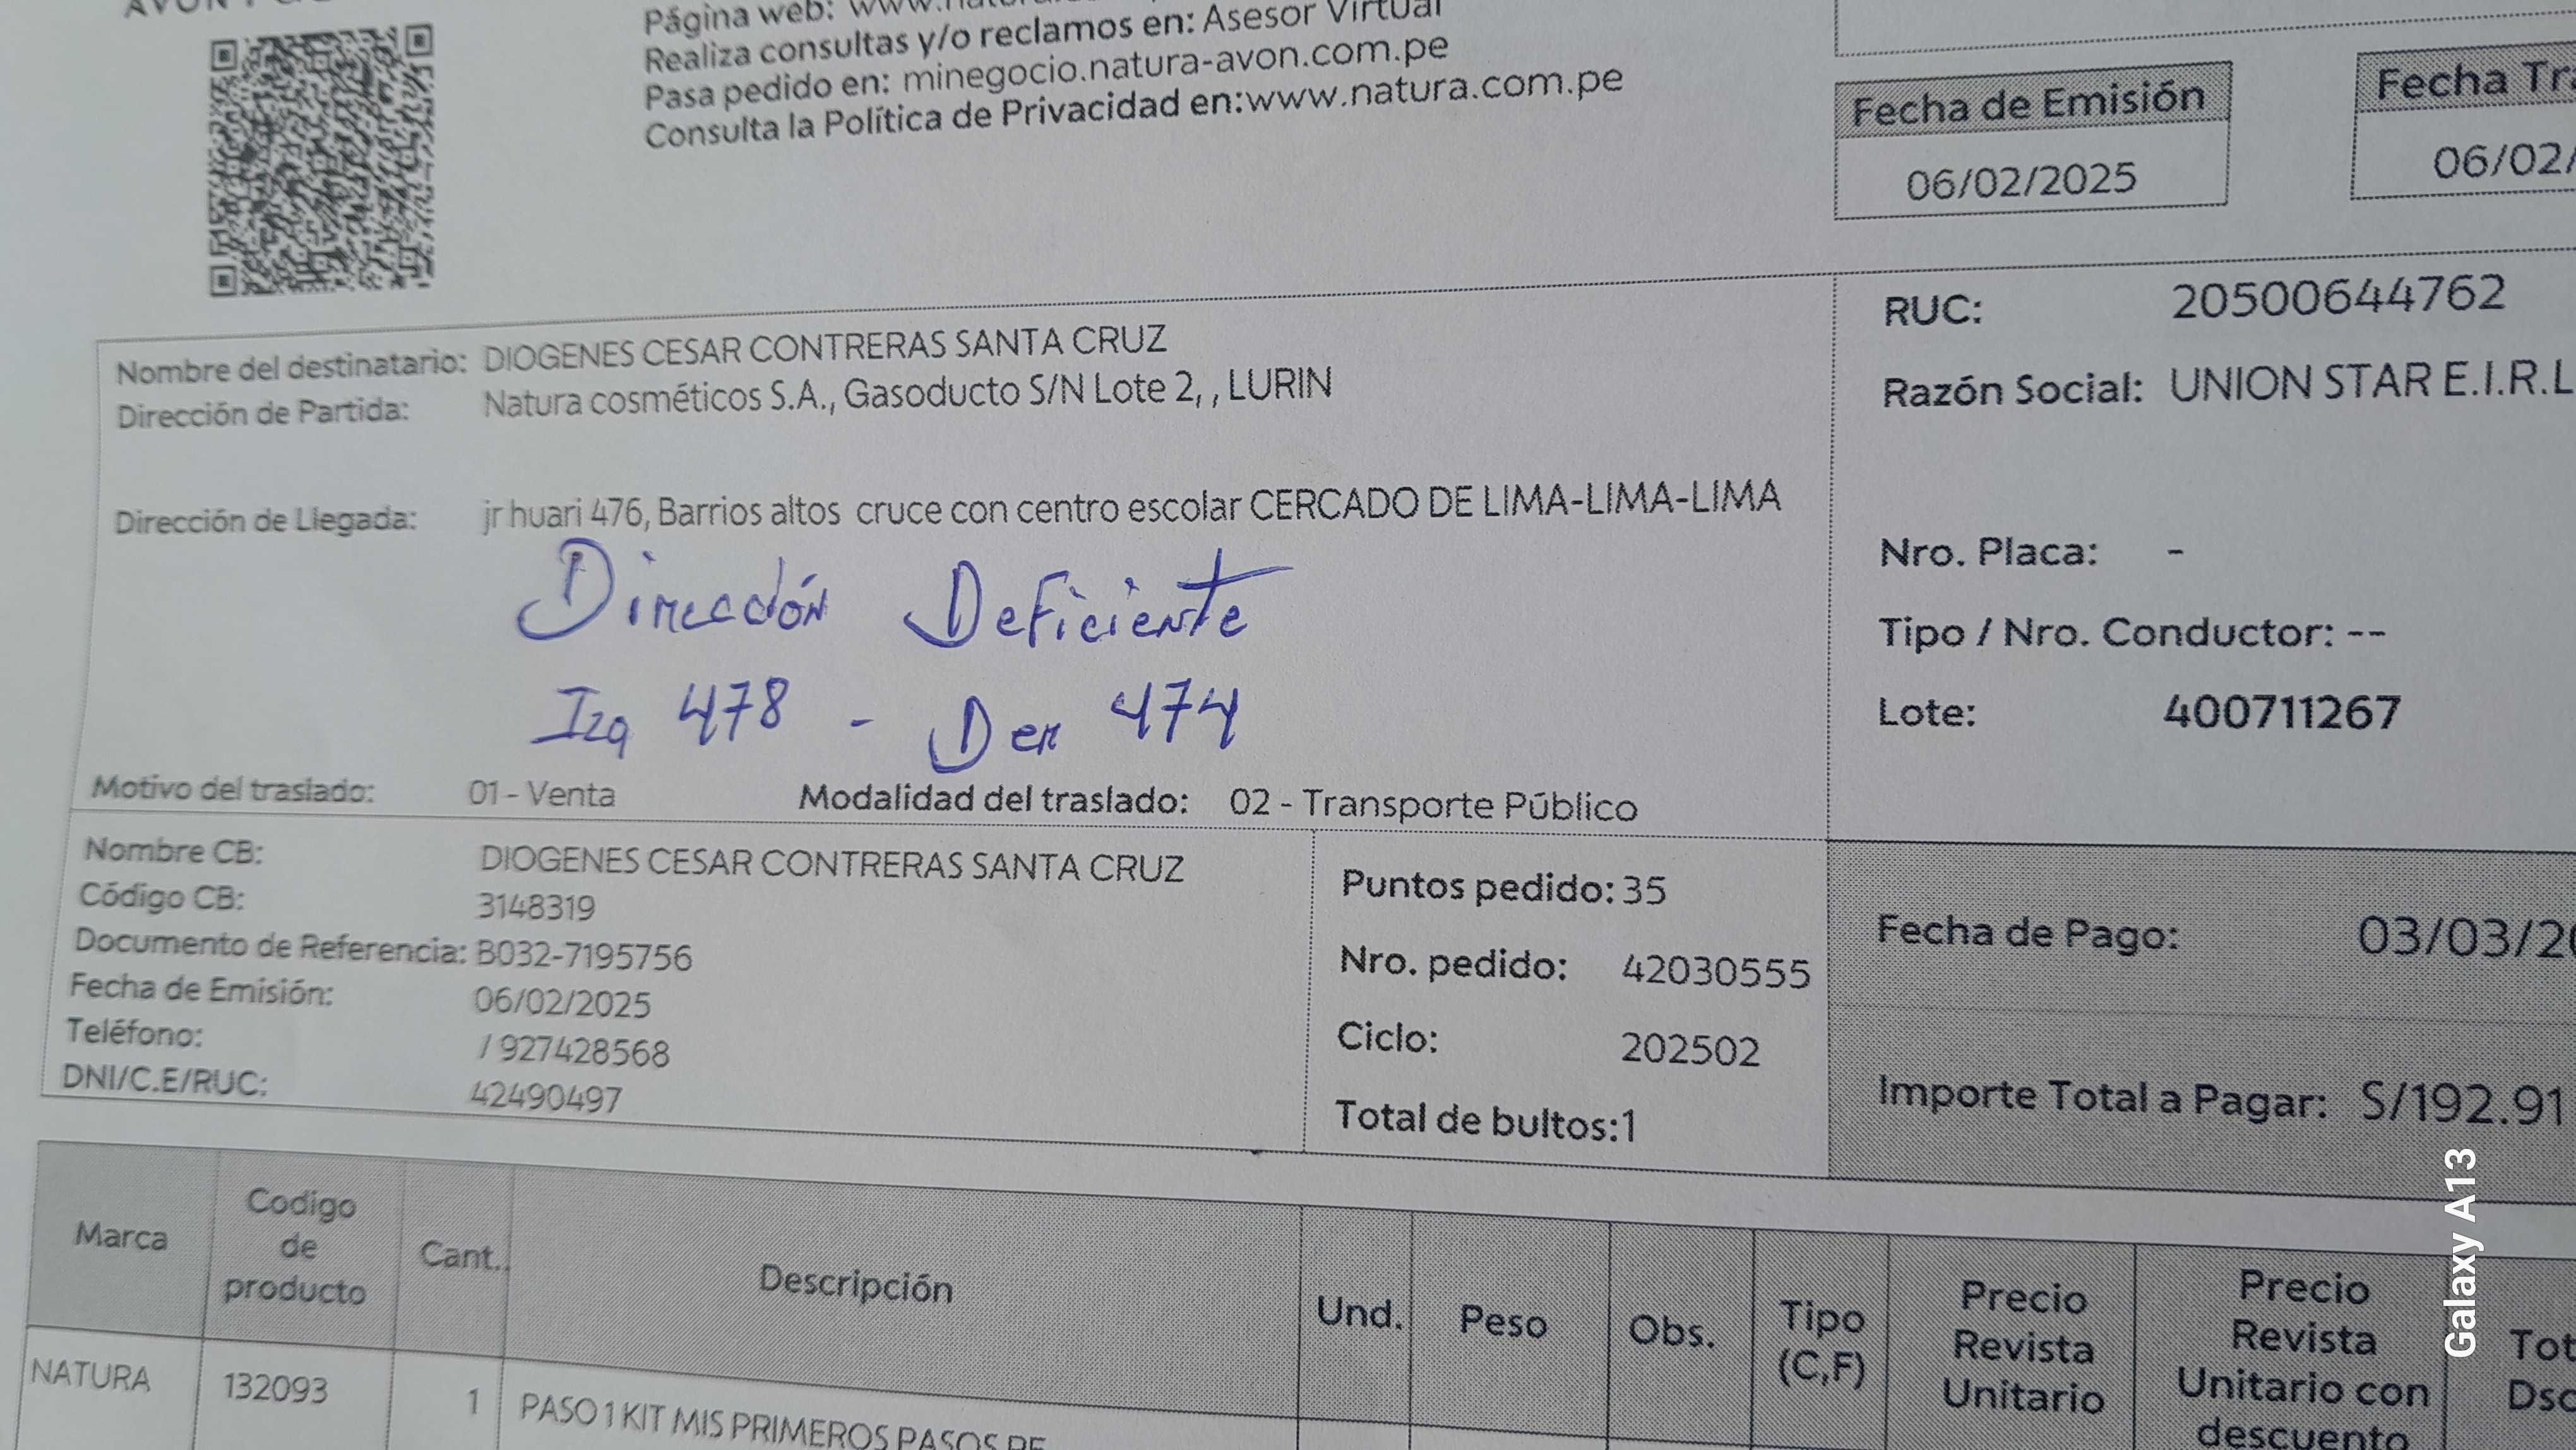 Página web:
Realiza consultas y/o reclamos en: Asesor Virtual
Pasa pedido en: minegocio.natura-avon.com.pe
Consulta la Política de Privacidad en:www.natura.com.pe
Fecha de Emisión
06/02/2025
Fecha
06/02/
Nombre del destinatario: DIOGENES CESAR CONTRERAS SANTA CRUZ
Dirección de Partida: Natura cosméticos S.A., Gasoducto S/N Lote 2, , LURIN
Dirección de Llegada: jr huari 476, Barrios altos cruce con centro escolar CERCADO DE LIMA-LIMA-LIMA
Dirección Deficiente
Izq 478 - Der 474
Motivo del traslado: 01 - Venta Modalidad del traslado: 02 - Transporte Público
RUC: 20500644762
Razón Social: UNION STAR E.I.R.L
Nro. Placa: -
Tipo / Nro. Conductor: --
Lote: 400711267
Nombre CB: DIOGENES CESAR CONTRERAS SANTA CRUZ
Código CB: 3148319
Documento de Referencia: B032-7195756
Fecha de Emisión: 06/02/2025
Teléfono: / 927428568
DNI/C.E/RUC: 42490497
Puntos pedido: 35
Nro. pedido: 42030555
Ciclo: 202502
Total de bultos:1
Fecha de Pago: 03/03/20
Importe Total a Pagar: S/192.91
Marca
Codigo
de
producto
Cant.
Descripción
Und.
Peso
Obs.
Tipo
(C,F)
Precio
Revista
Unitario
Precio
Revista
Unitario con
descuento
Tot
Dsc
NATURA 132093 1 PASO 1 KIT MIS PRIMEROS PASOS PE
Galaxy A13